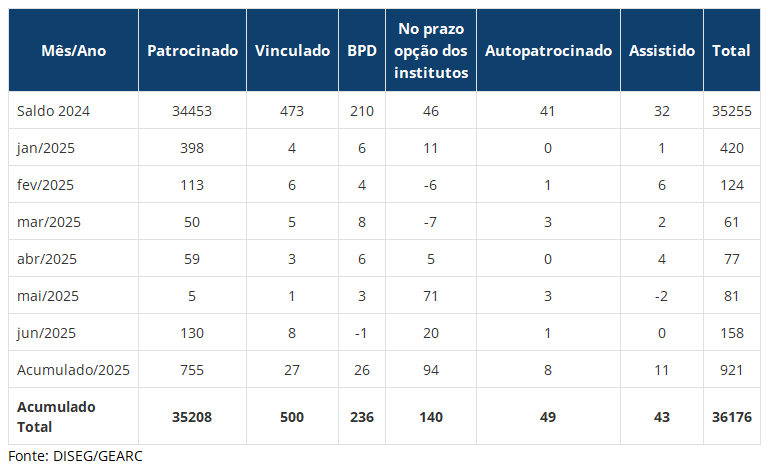 Mês/Ano Patrocinado Vinculado BPD No prazo opção dos institutos Autopatrocinado Assistido Total
Saldo 2024 34453 473 210 46 41 32 35255
jan/2025 398 4 6 11 0 1 420
fev/2025 113 6 4 -6 1 6 124
mar/2025 50 5 8 -7 3 2 61
abr/2025 59 3 6 5 0 4 77
mai/2025 5 1 3 71 3 -2 81
jun/2025 130 8 -1 20 1 0 158
Acumulado/2025 755 27 26 94 8 11 921
Acumulado Total 35208 500 236 140 49 43 36176
Fonte: DISEG/GEARC